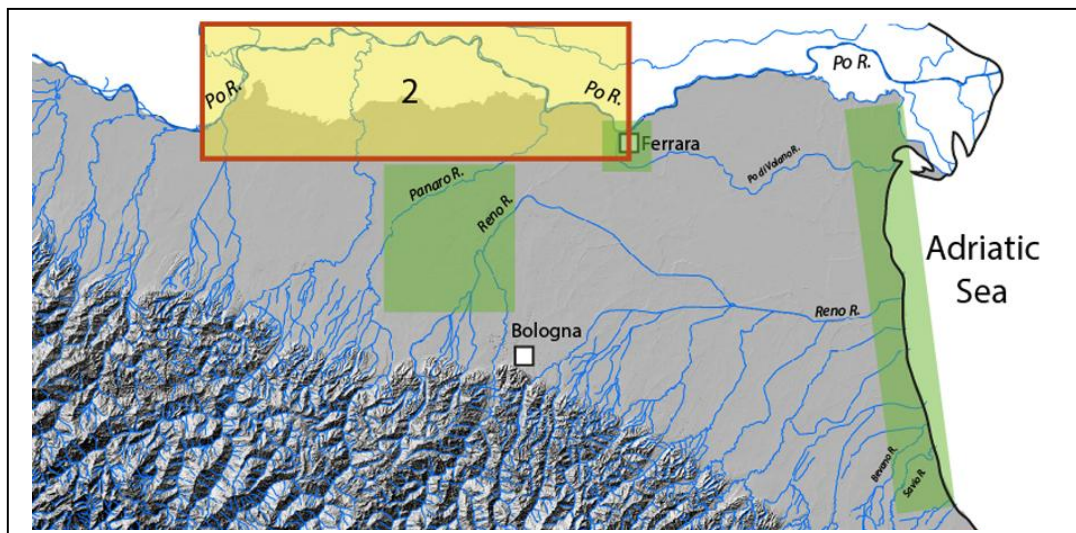 Po R.
2
Po R.
Po R.
Ferrara
Po di Volano R.
Panaro R.
Reno R.
Adriatic
Sea
Reno R.
Bologna
Bevano R.
Savio R.